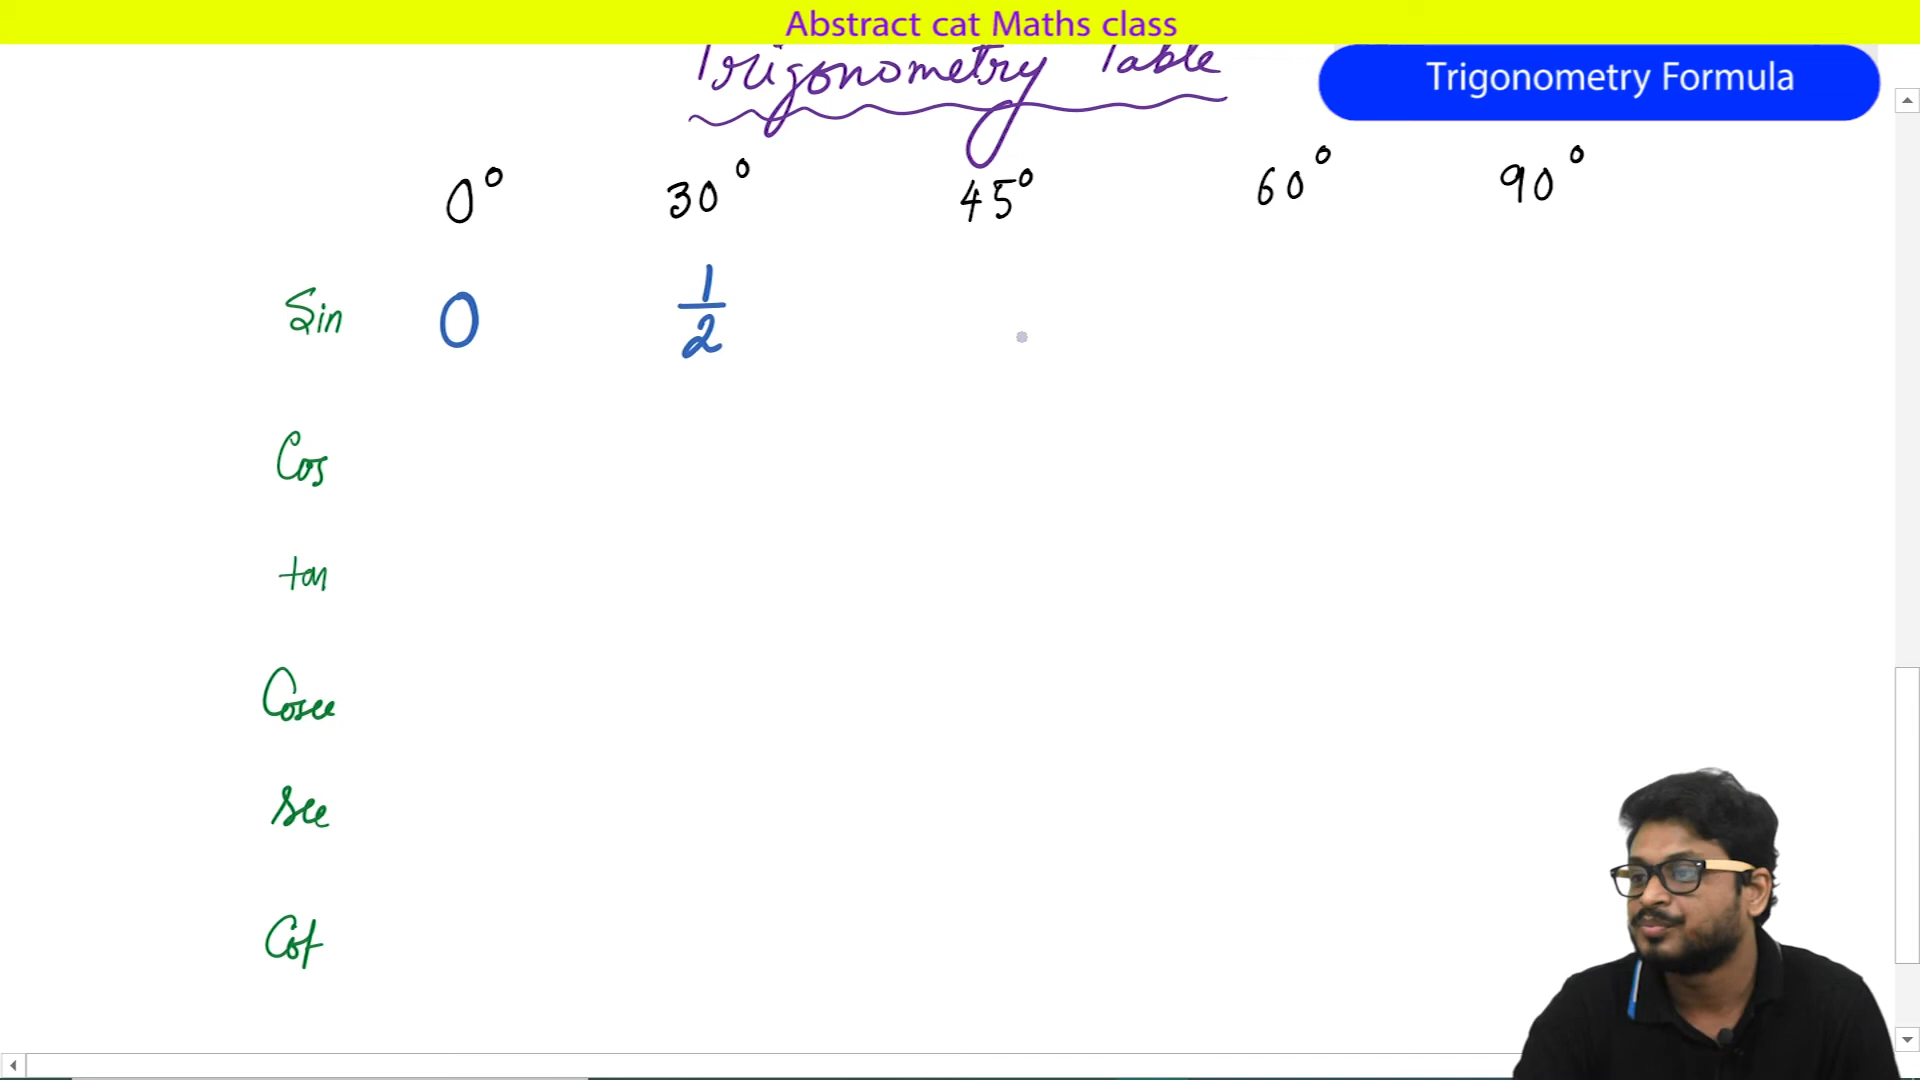 Abstract cat Maths class
Trigonometry Table
Trigonometry Formula
0° 30° 45° 60° 90°
Sin 0 1/2
Cos
tan
Cosec
sec
Cot